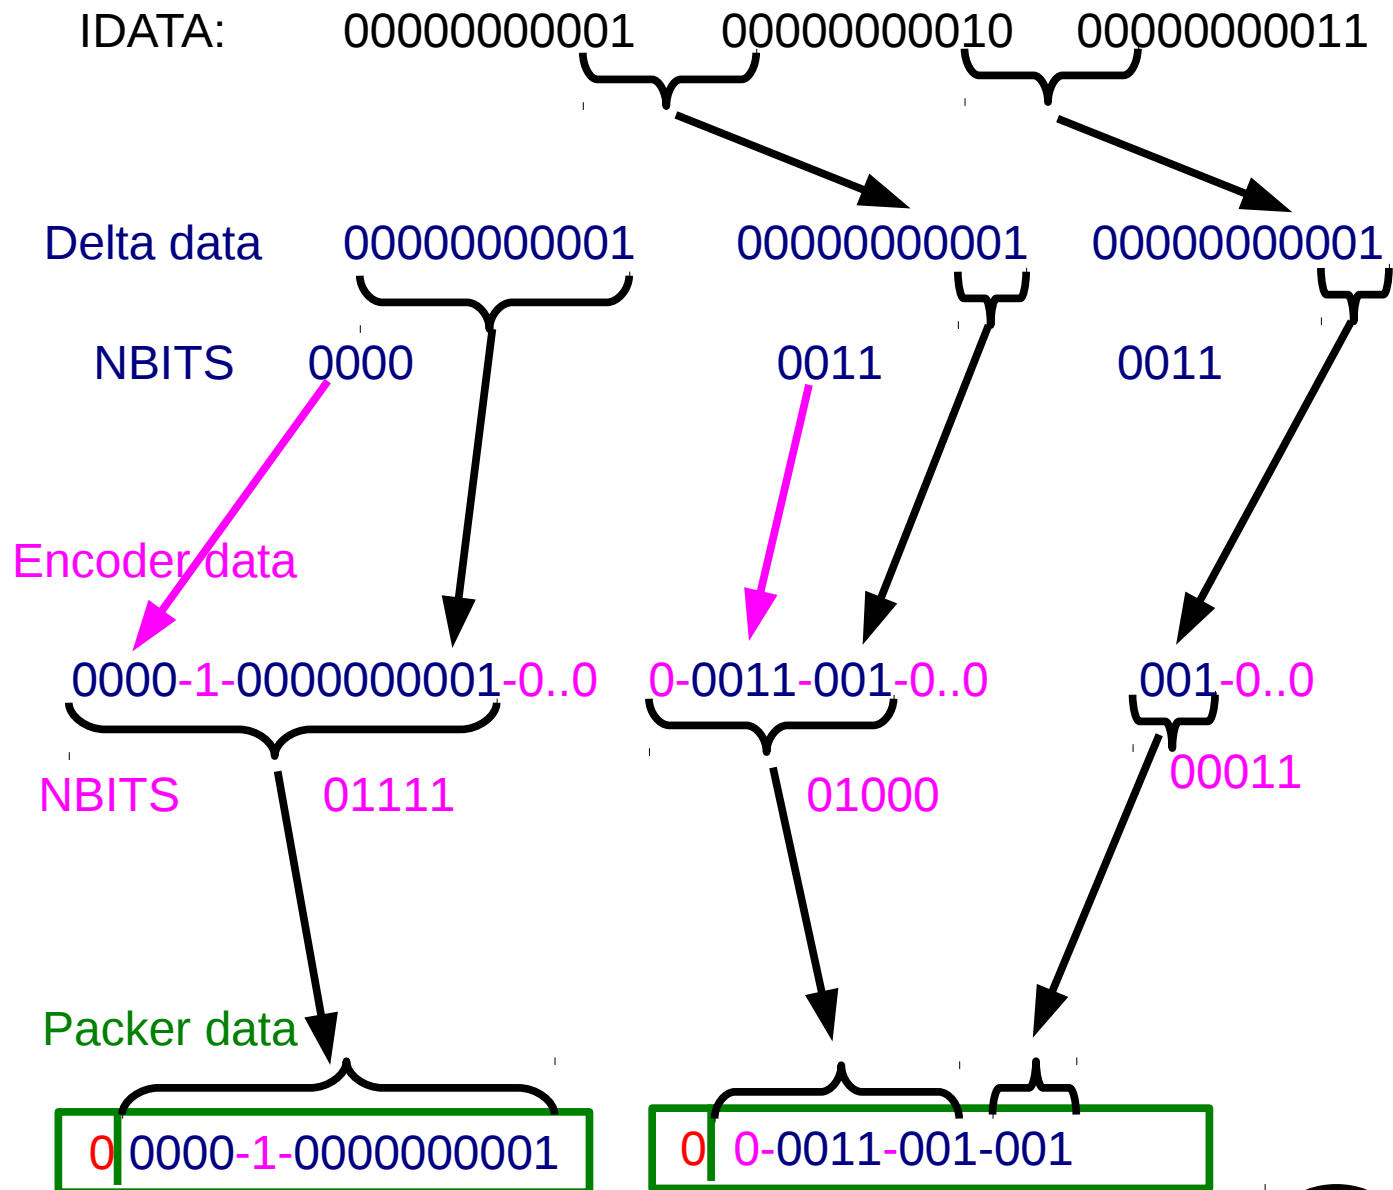 IDATA: 00000000001 00000000010 00000000011
Delta data 00000000001 00000000001 00000000001
NBITS 0000 0011 0011
Encoder data
0000-1-0000000001-0..0 0-0011-001-0..0 001-0..0
NBITS 01111 01000 00011
Packer data
0 0000-1-0000000001 0 0-0011-001-001